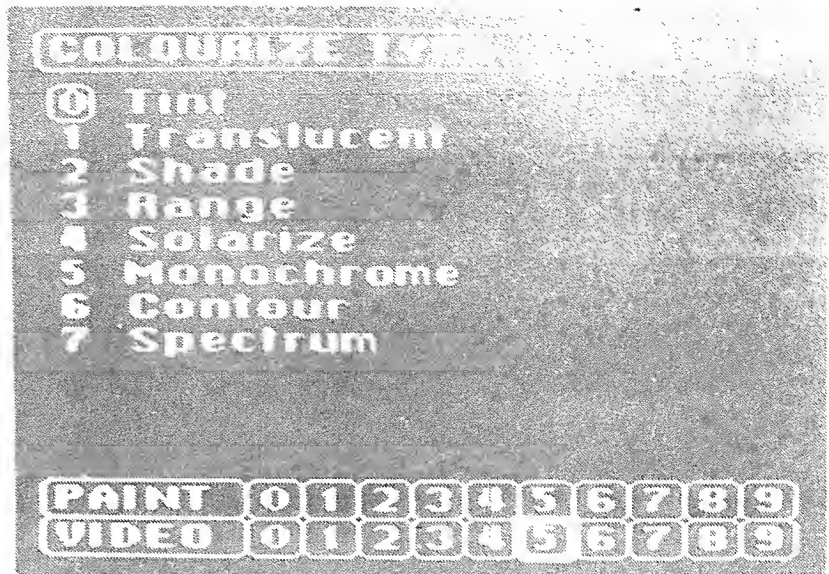 COLOURIZE TV
0 Tint
1 Translucent
2 Shade
3 Range
4 Solarize
5 Monochrome
6 Contour
7 Spectrum
PAINT 0 1 2 3 4 5 6 7 8 9
VIDEO 0 1 2 3 4 5 6 7 8 9